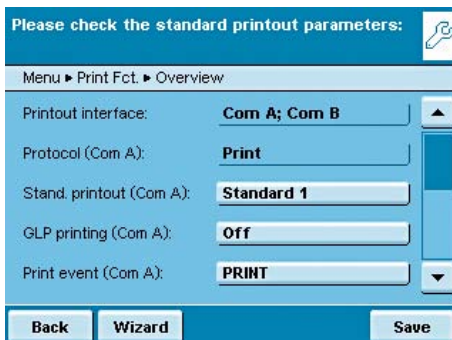 Please check the standard printout parameters:
Menu ▸ Print Fct. ▸ Overview
Printout interface: Com A; Com B
Protocol (Com A): Print
Stand. printout (Com A): Standard 1
GLP printing (Com A): Off
Print event (Com A): PRINT
Back Wizard Save